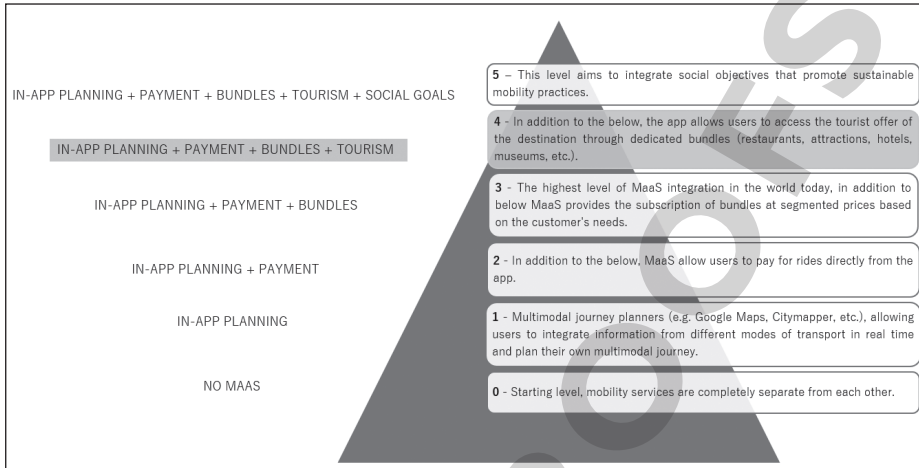 IN-APP PLANNING + PAYMENT + BUNDLES + TOURISM + SOCIAL GOALS
5 – This level aims to integrate social objectives that promote sustainable
mobility practices.
IN-APP PLANNING + PAYMENT + BUNDLES + TOURISM
4 - In addition to the below, the app allows users to access the tourist offer of
the destination through dedicated bundles (restaurants, attractions, hotels,
museums, etc.).
IN-APP PLANNING + PAYMENT + BUNDLES
3 - The highest level of MaaS integration in the world today, in addition to
below MaaS provides the subscription of bundles at segmented prices based
on the customer's needs.
IN-APP PLANNING + PAYMENT
2 - In addition to the below, MaaS allow users to pay for rides directly from the
app.
IN-APP PLANNING
1 - Multimodal journey planners (e.g. Google Maps, Citymapper, etc.), allowing
users to integrate information from different modes of transport in real time
and plan their own multimodal journey.
NO MAAS
0 - Starting level, mobility services are completely separate from each other.
OOFS